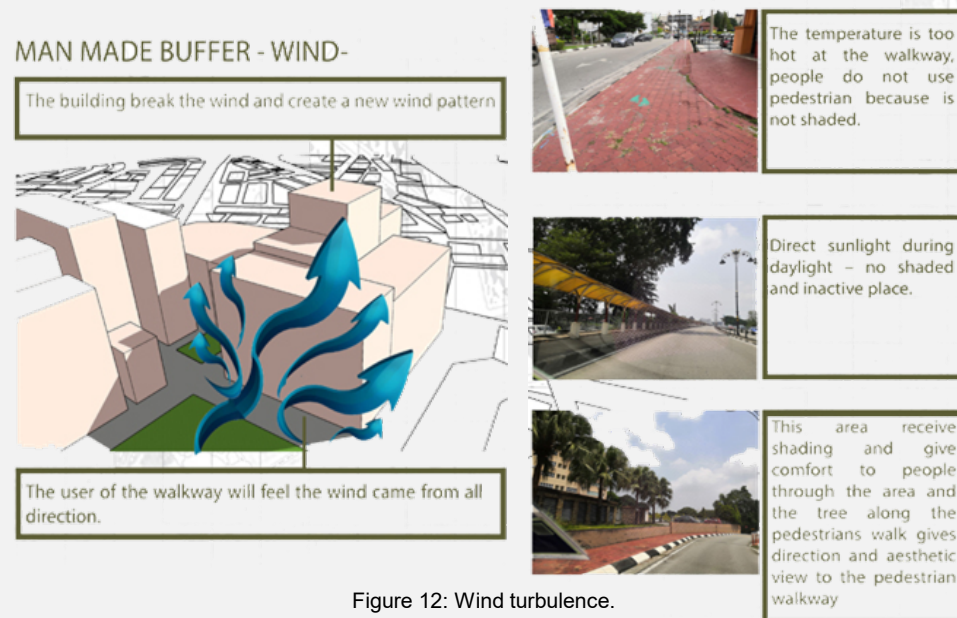 MAN MADE BUFFER - WIND-
The building break the wind and create a new wind pattern
The user of the walkway will feel the wind came from all
direction.
The temperature is too
hot at the walkway,
people do not use
pedestrian because is
not shaded.
Direct sunlight during
daylight – no shaded
and inactive place.
This area receive
shading and give
comfort to people
through the area and
the tree along the
pedestrians walk gives
direction and aesthetic
view to the pedestrian
walkway
Figure 12: Wind turbulence.